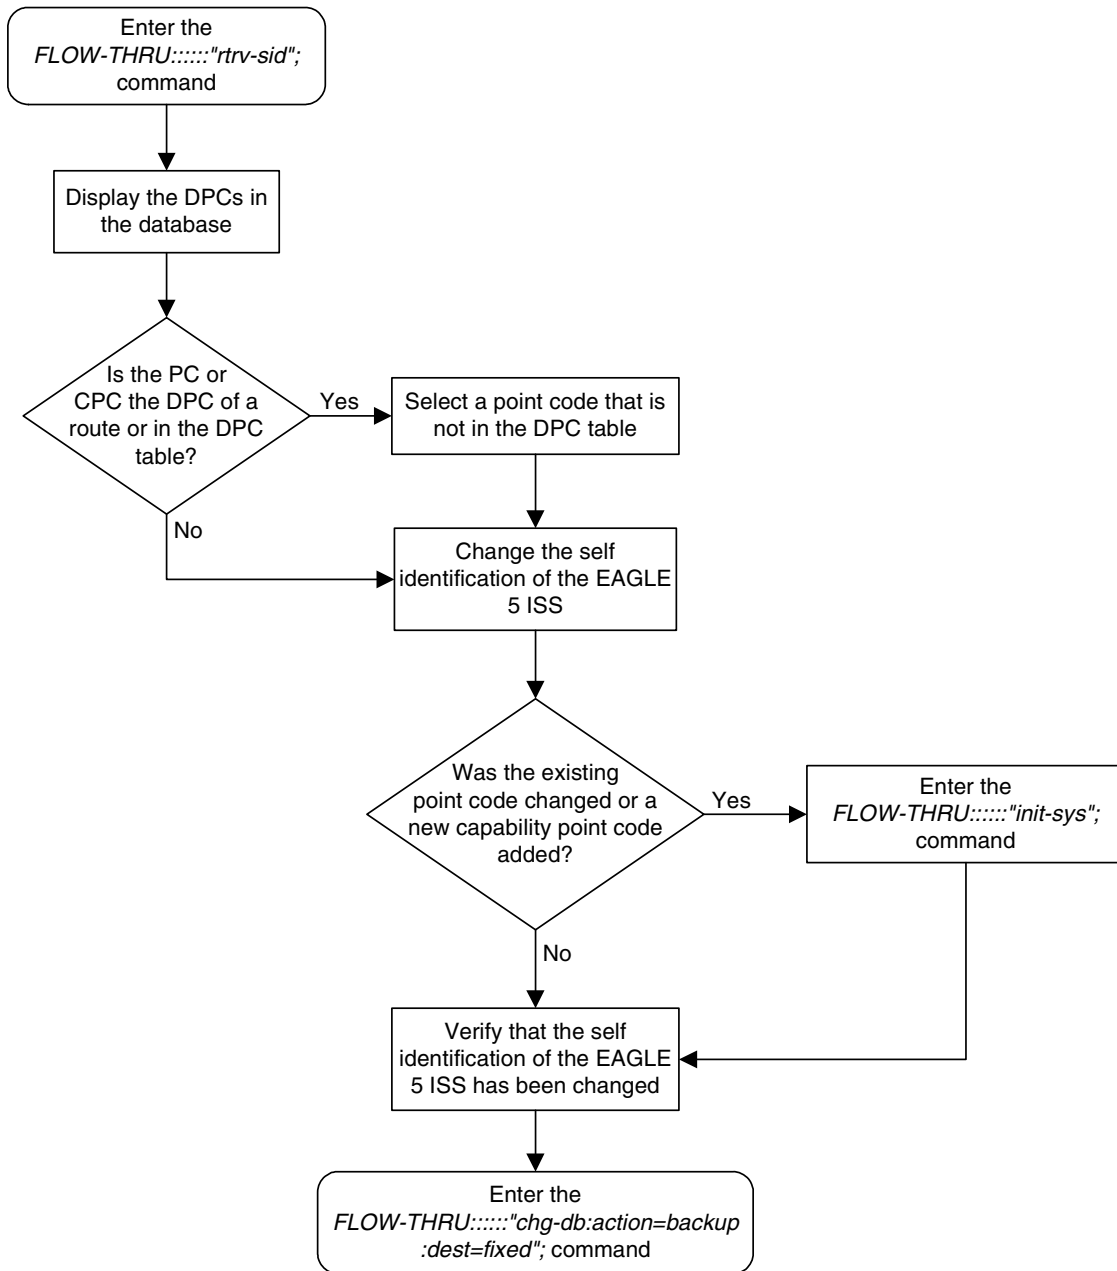 Enter the
FLOW-THRU::::::"rtrv-sid";
command
Display the DPCs in
the database
Is the PC or
CPC the DPC of a
route or in the DPC
table?
Yes
Select a point code that is
not in the DPC table
No
Change the self
identification of the EAGLE
5 ISS
Was the existing
point code changed or a
new capability point code
added?
Yes
Enter the
FLOW-THRU::::::"init-sys";
command
No
Verify that the self
identification of the EAGLE
5 ISS has been changed
Enter the
FLOW-THRU::::::"chg-db:action=backup
:dest=fixed"; command